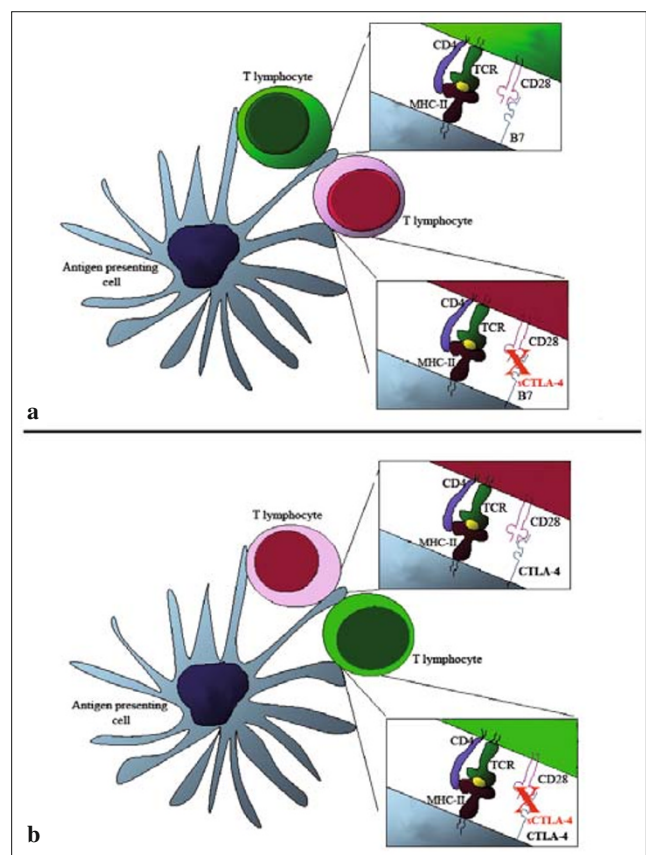 CD4
TCR
CD28
MHC-II
B7
T lymphocyte
T lymphocyte
Antigen presenting
cell
CD4
TCR
CD28
MHC-II
X
sCTLA-4
B7
a
CD4
TCR
CD28
MHC-II
CTLA-4
T lymphocyte
T lymphocyte
Antigen presenting
cell
CD4
TCR
CD28
MHC-II
X
sCTLA-4
CTLA-4
b